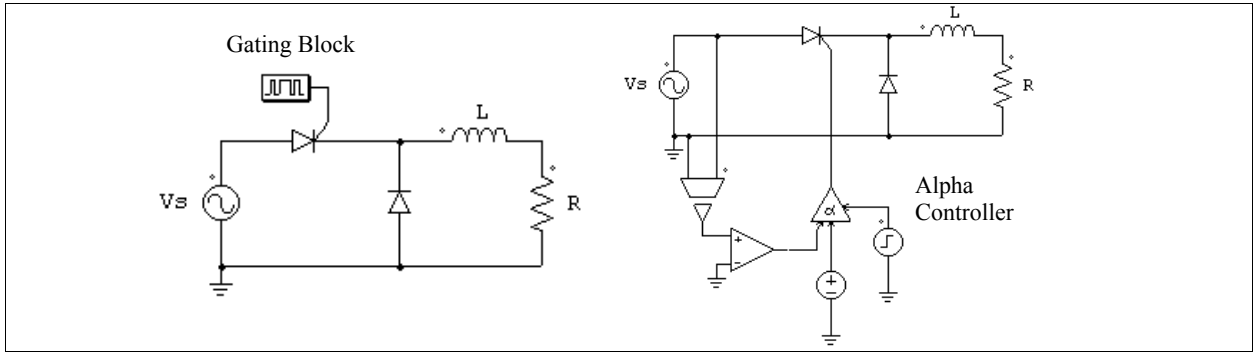 Gating Block
L
Vs
R
L
Vs
R
α
Alpha
Controller